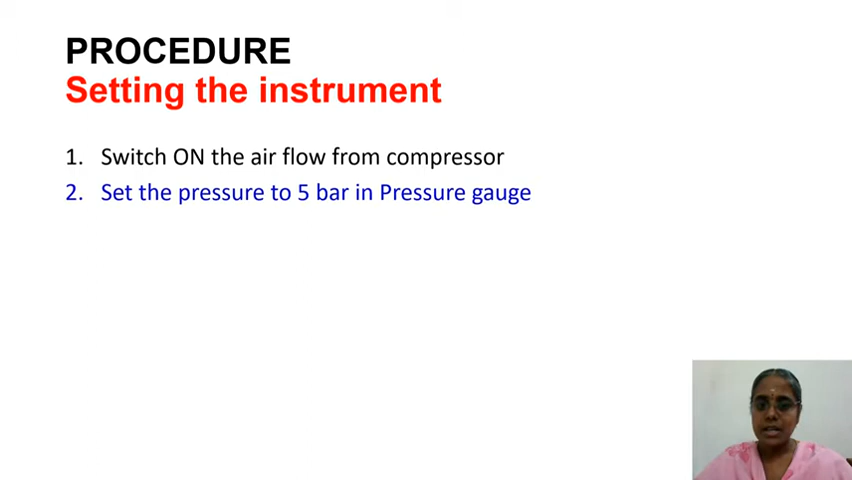 PROCEDURE
Setting the instrument
1. Switch ON the air flow from compressor
2. Set the pressure to 5 bar in Pressure gauge